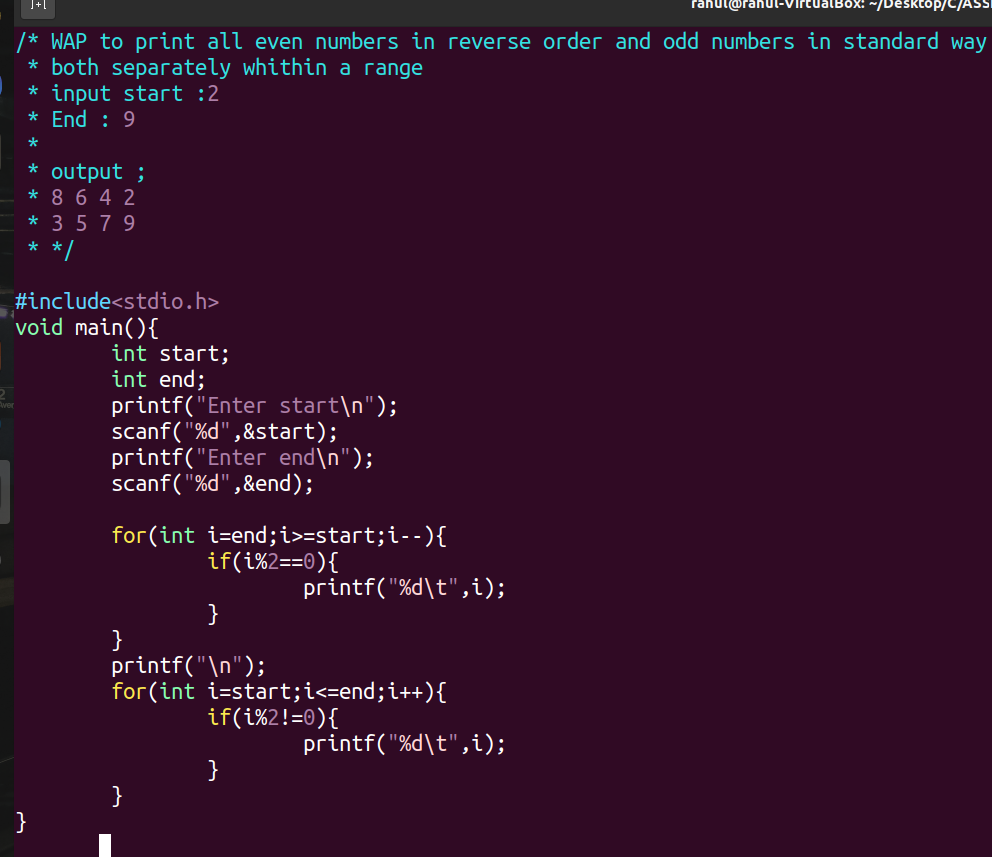 rahul@rahul-VirtualBox: ~/Desktop/C/ASS
/* WAP to print all even numbers in reverse order and odd numbers in standard way
 * both separately whithin a range
 * input start :2
 * End : 9
 *
 * output ;
 * 8 6 4 2
 * 3 5 7 9
 * */
#include<stdio.h>
void main(){
        int start;
        int end;
        printf("Enter start\n");
        scanf("%d",&start);
        printf("Enter end\n");
        scanf("%d",&end);
        for(int i=end;i>=start;i--){
                if(i%2==0){
                        printf("%d\t",i);
                }
        }
        printf("\n");
        for(int i=start;i<=end;i++){
                if(i%2!=0){
                        printf("%d\t",i);
                }
        }
}